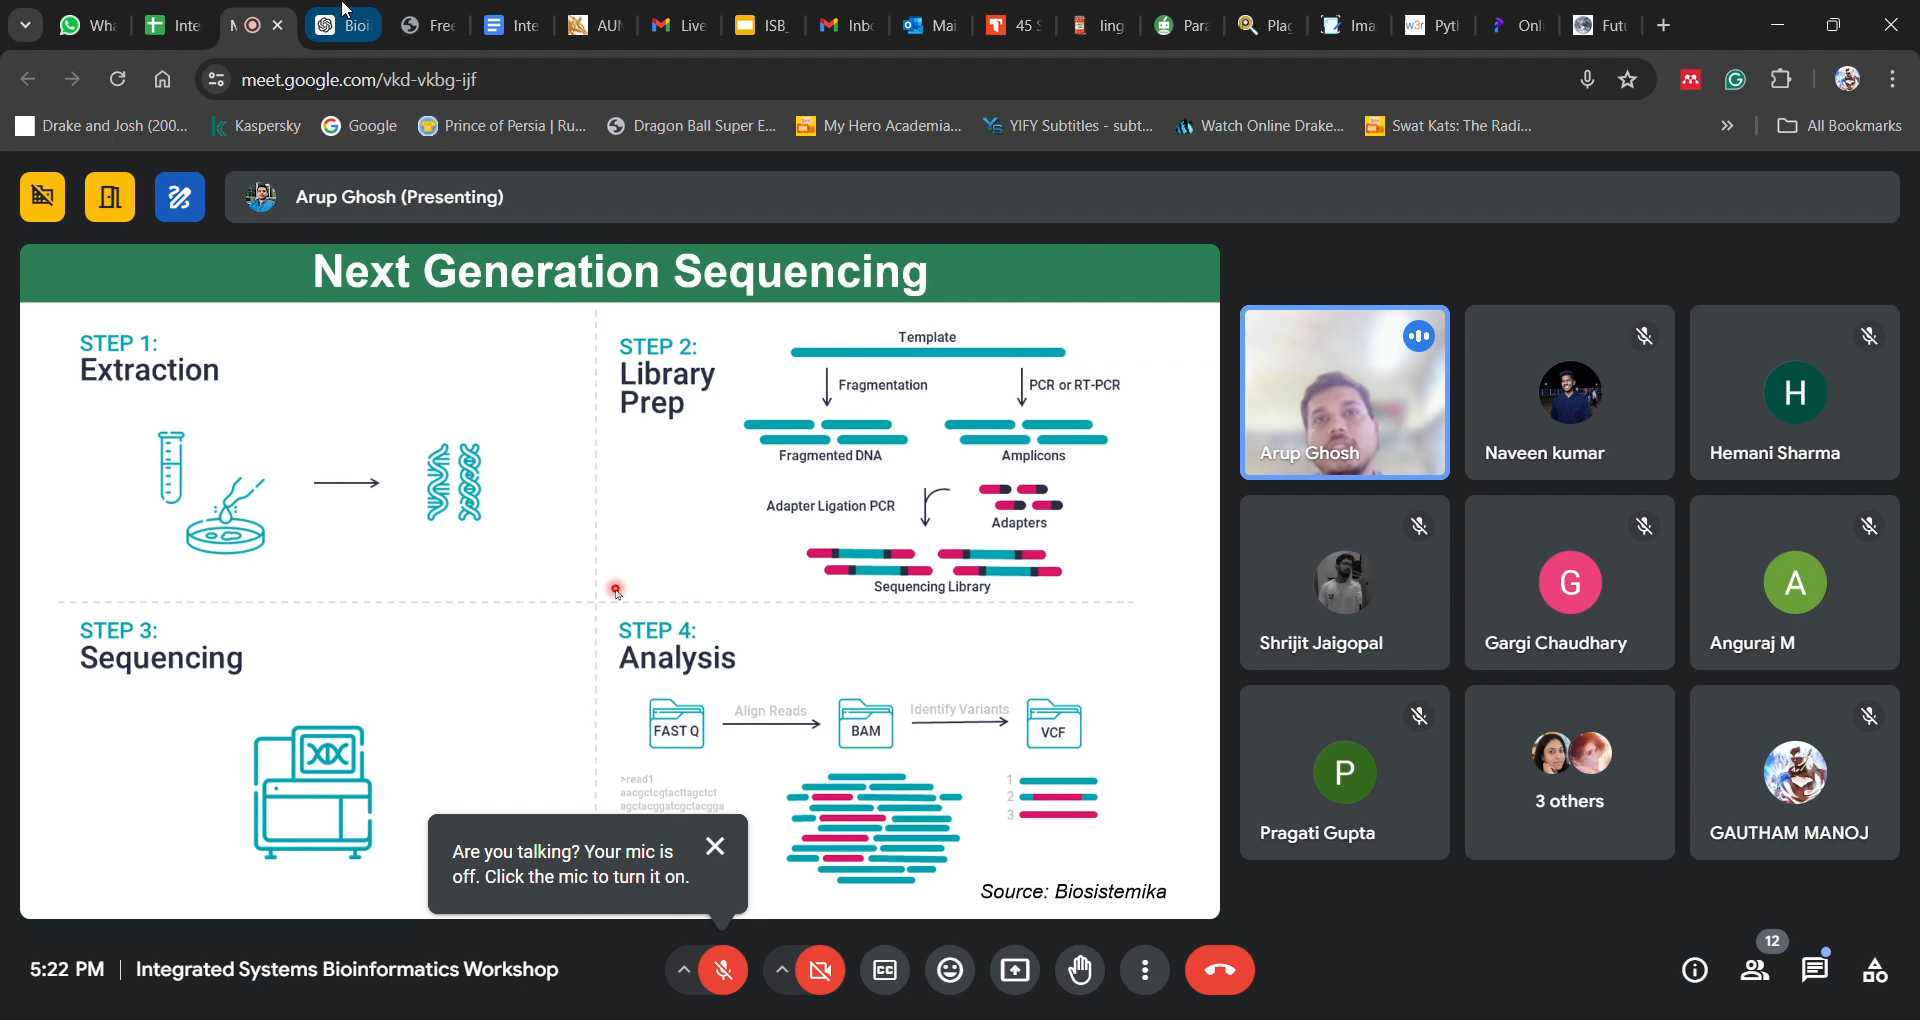 Wha
Inte
Bioi
Free
Inte
AUN
Live
ISB_
Inbo
Mai
45 S
ling
Para
Plag
Ima
Pyth
Onli
Futu
meet.google.com/vkd-vkbg-ijf
Drake and Josh (200...
Kaspersky
Google
Prince of Persia | Ru...
Dragon Ball Super E...
My Hero Academia...
YIFY Subtitles - subt...
Watch Online Drake...
Swat Kats: The Radi...
All Bookmarks
Arup Ghosh (Presenting)
Next Generation Sequencing
STEP 1:
Extraction
STEP 2:
Library
Prep
Template
Fragmentation
PCR or RT-PCR
Fragmented DNA
Amplicons
Adapter Ligation PCR
Adapters
Sequencing Library
STEP 3:
Sequencing
STEP 4:
Analysis
FAST Q
Align Reads
BAM
Identify Variants
VCF
>read1
aacgctcgtacttagctct
agctacggatcgctacgga
1
2
3
Source: Biosistemika
Are you talking? Your mic is
off. Click the mic to turn it on.
Arup Ghosh
Naveen kumar
H
Hemani Sharma
Shrijit Jaigopal
G
Gargi Chaudhary
A
Anguraj M
P
Pragati Gupta
3 others
GAUTHAM MANOJ
5:22 PM
Integrated Systems Bioinformatics Workshop
CC
12